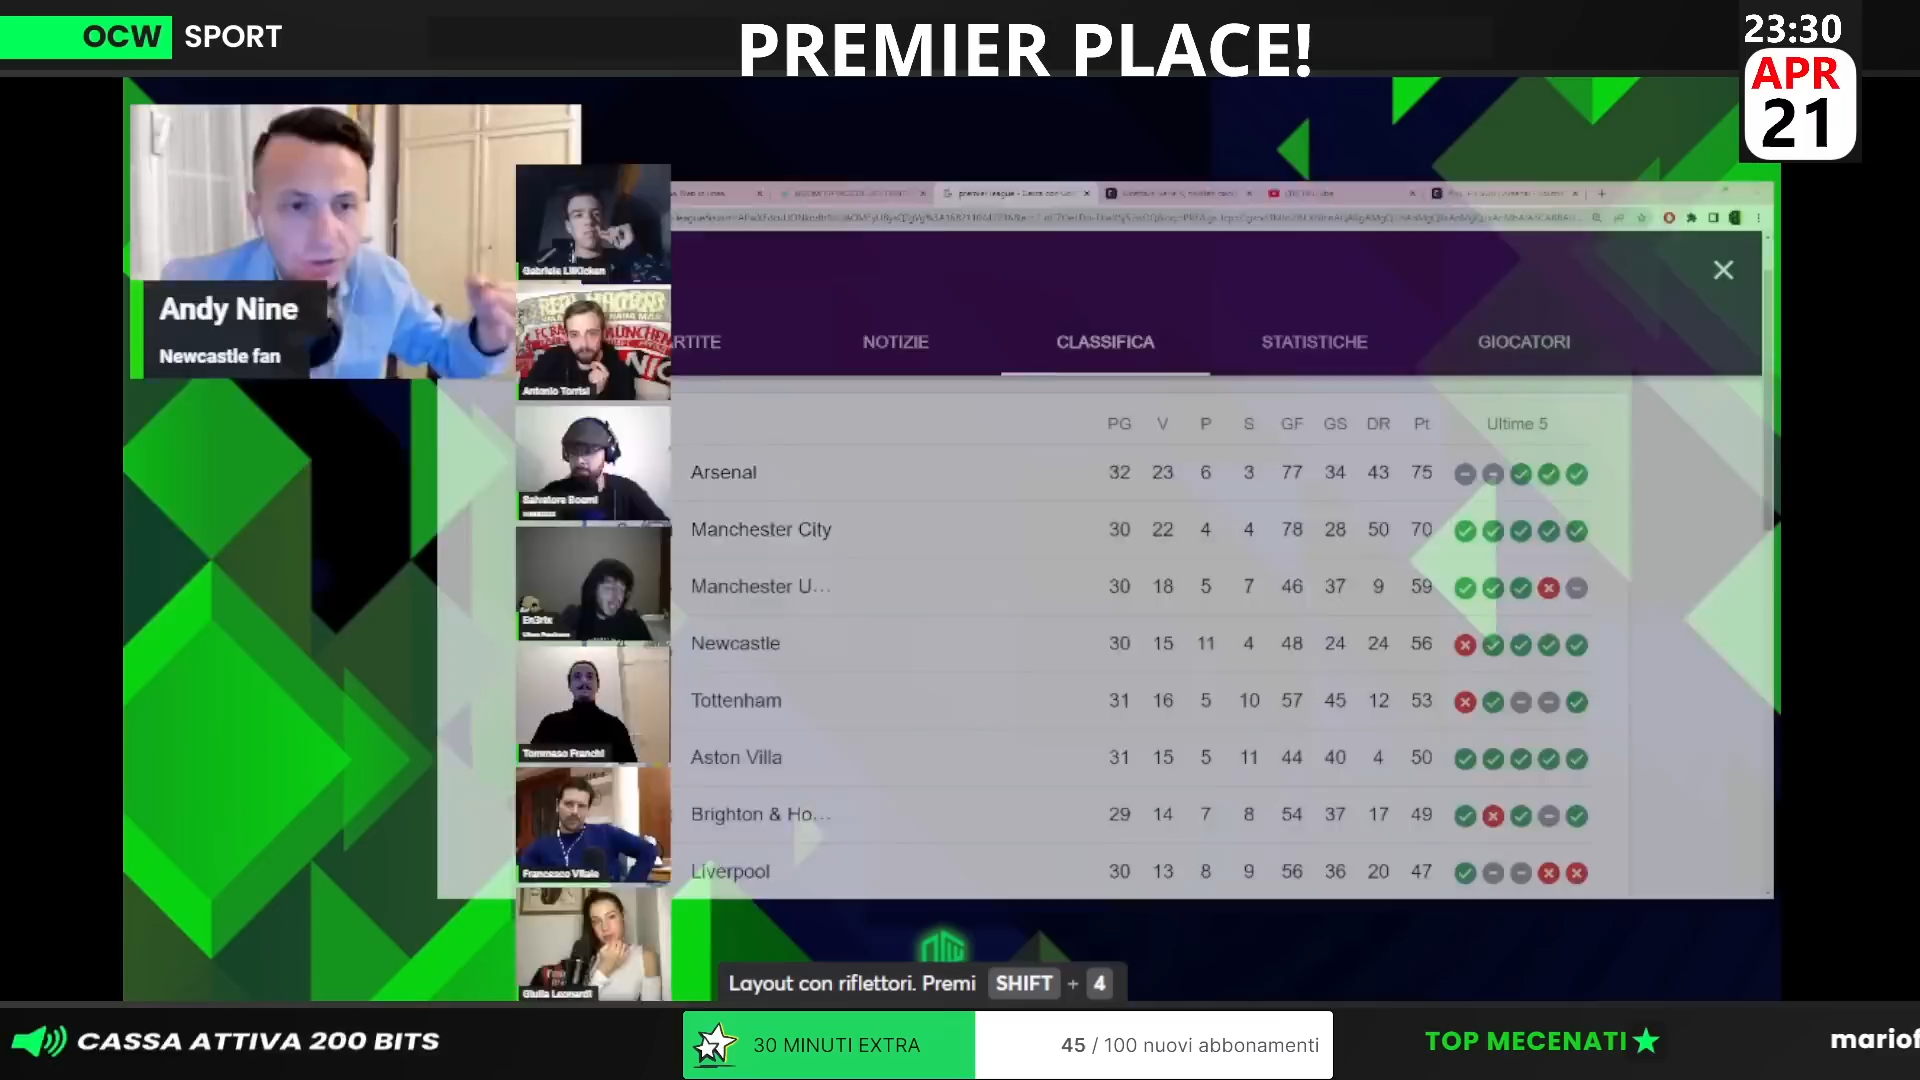 OCW SPORT
PREMIER PLACE!
23:30
APR
21
Andy Nine
Newcastle fan
Gabriele LilKicken
Antonio Torrisi
Salvatore Boemi
En3rix
Tommaso Franchi
Francesco Vitale
Giulia Leonardi
RTITE NOTIZIE CLASSIFICA STATISTICHE GIOCATORI
PG V P S GF GS DR Pt Ultime 5
Arsenal 32 23 6 3 77 34 43 75
Manchester City 30 22 4 4 78 28 50 70
Manchester U... 30 18 5 7 46 37 9 59
Newcastle 30 15 11 4 48 24 24 56
Tottenham 31 16 5 10 57 45 12 53
Aston Villa 31 15 5 11 44 40 4 50
Brighton & Ho... 29 14 7 8 54 37 17 49
Liverpool 30 13 8 9 56 36 20 47
Layout con riflettori. Premi SHIFT + 4
CASSA ATTIVA 200 BITS
30 MINUTI EXTRA 45 / 100 nuovi abbonamenti
TOP MECENATI mariof